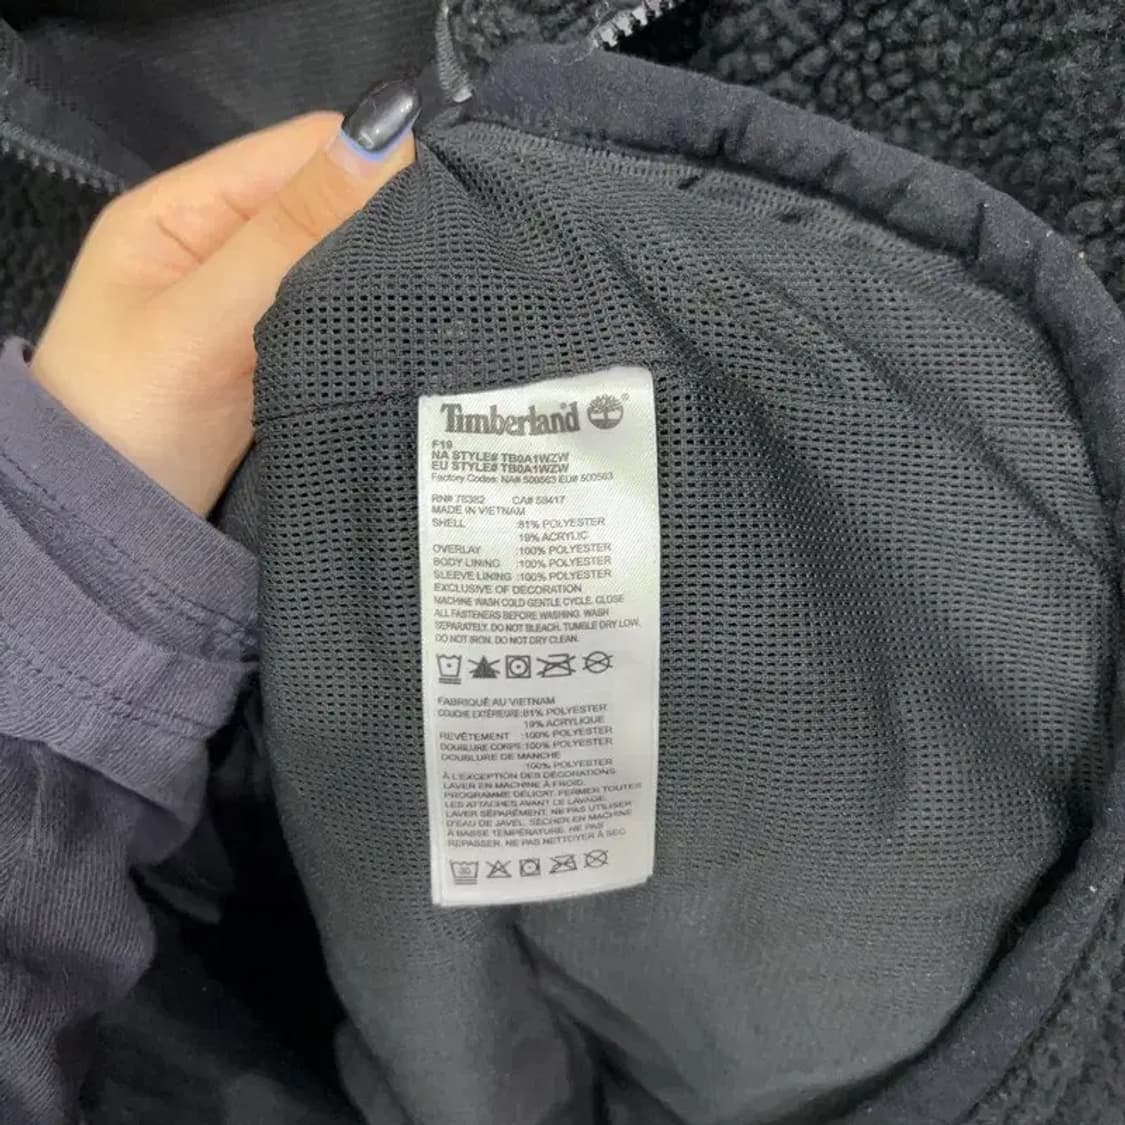 Timberland®
F19
NA STYLE# TB0A1WZW
EU STYLE# TB0A1WZW
Factory Codes: NA# 500563 EU# 500563
RN# 76382 CA# 59417
MADE IN VIETNAM
SHELL :81% POLYESTER
19% ACRYLIC
OVERLAY :100% POLYESTER
BODY LINING :100% POLYESTER
SLEEVE LINING :100% POLYESTER
EXCLUSIVE OF DECORATION
MACHINE WASH COLD GENTLE CYCLE. CLOSE
ALL FASTENERS BEFORE WASHING. WASH
SEPARATELY. DO NOT BLEACH. TUMBLE DRY LOW.
DO NOT IRON. DO NOT DRY CLEAN.
FABRIQUÉ AU VIETNAM
COUCHE EXTÉRIEURE:81% POLYESTER
19% ACRYLIQUE
REVÊTEMENT :100% POLYESTER
DOUBLURE CORPS:100% POLYESTER
DOUBLURE DE MANCHE
:100% POLYESTER
À L'EXCEPTION DES DÉCORATIONS
LAVER EN MACHINE À FROID.
PROGRAMME DÉLICAT. FERMER TOUTES
LES ATTACHES AVANT LE LAVAGE.
LAVER SÉPARÉMENT. NE PAS UTILISER
D'EAU DE JAVEL. SÉCHER EN MACHINE
À BASSE TEMPÉRATURE. NE PAS
REPASSER. NE PAS NETTOYER À SEC
30